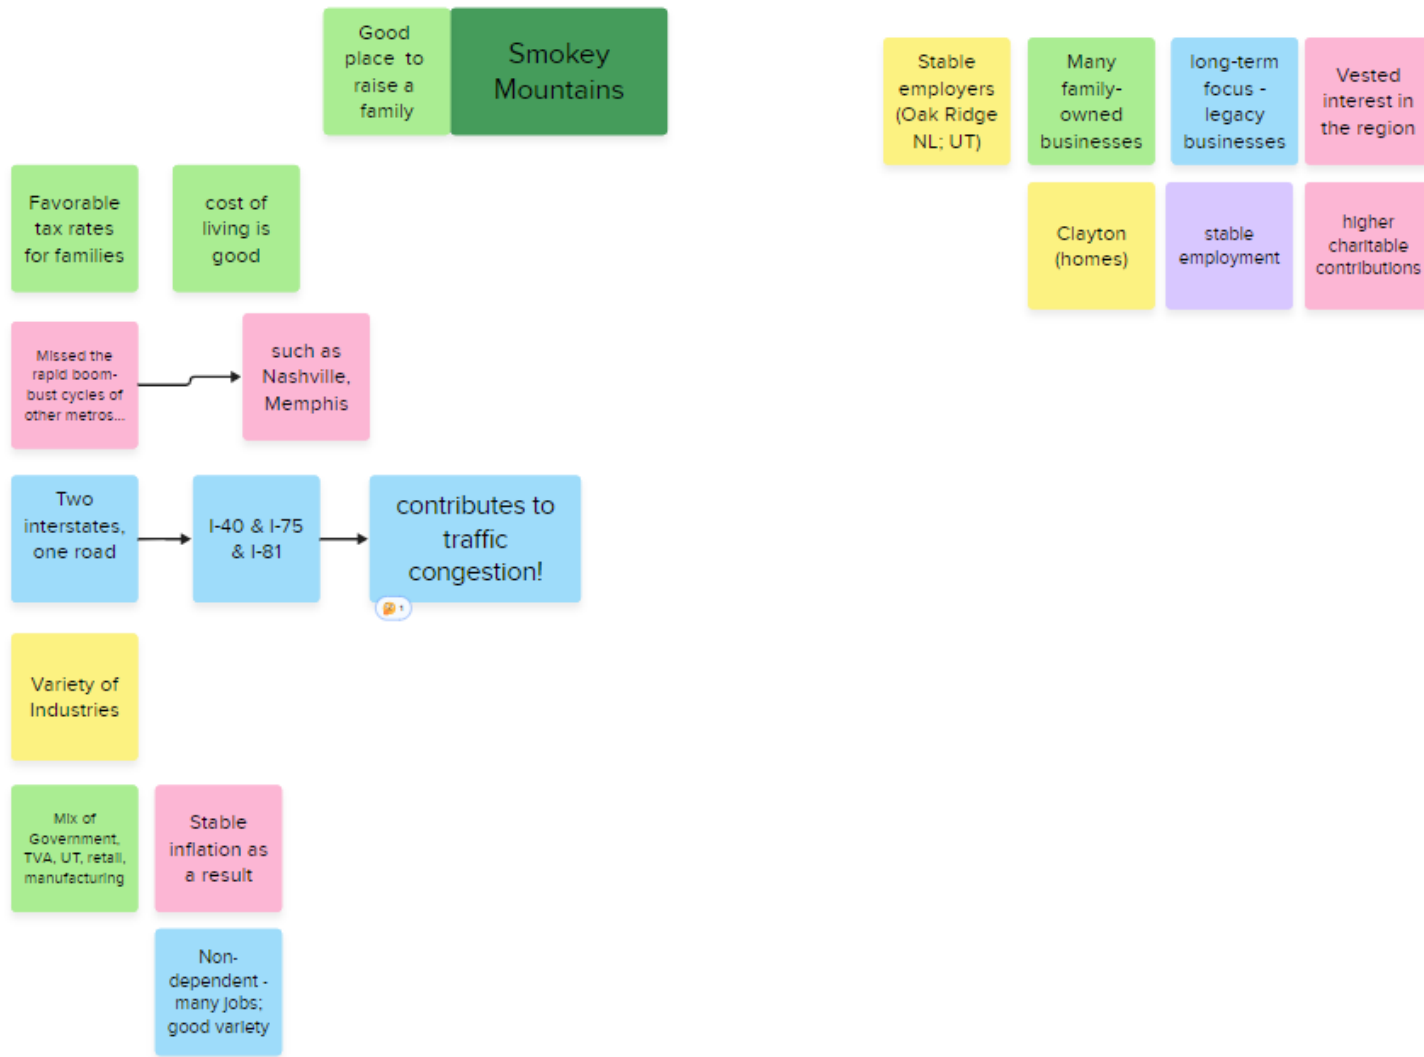 Good
place to
raise a
family
Smokey
Mountains
Stable
employers
(Oak Ridge
NL; UT)
Many
family-
owned
businesses
long-term
focus -
legacy
businesses
Vested
interest in
the region
Favorable
tax rates
for families
cost of
living is
good
Clayton
(homes)
stable
employment
higher
charitable
contributions
Missed the
rapid boom-
bust cycles of
other metros...
such as
Nashville,
Memphis
Two
interstates,
one road
I-40 & I-75
& I-81
contributes to
traffic
congestion!
1
Variety of
Industries
Mix of
Government,
TVA, UT, retail,
manufacturing
Stable
inflation as
a result
Non-
dependent -
many jobs;
good variety